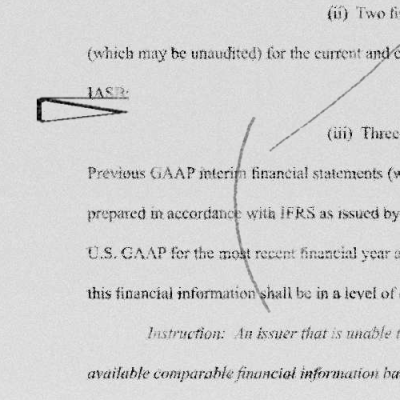 (ii) Two
(which may be unaudited) for the current and
IASB:
(iii) Three
Previous GAAP interim financial statements
prepared in accordance with IFRS as issued by
U.S. GAAP for the most recent financial year
this financial information shall be in a level of
Instruction: An issuer that is unable
available comparable financial information